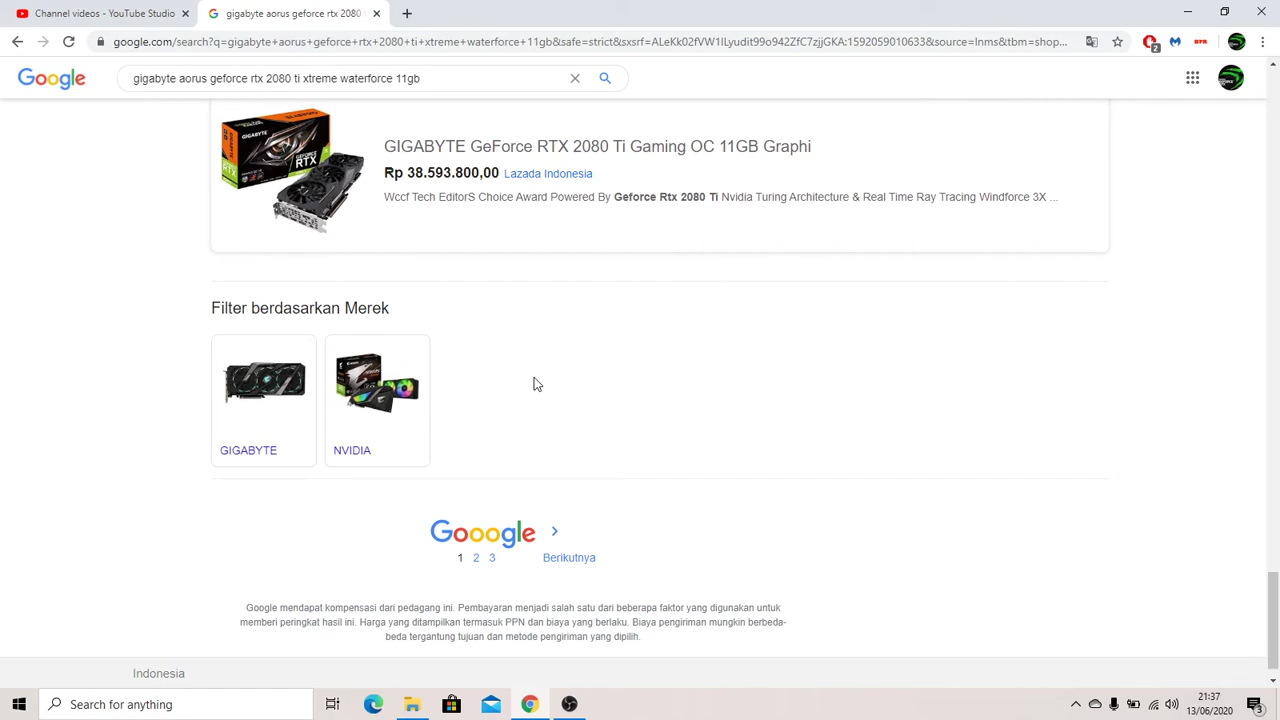 Channel videos - YouTube Studio
gigabyte aorus geforce rtx 2080
google.com/search?q=gigabyte+aorus+geforce+rtx+2080+ti+xtreme+waterforce+11gb&safe=strict&sxsrf=ALeKk02fVW1lLyudit99o942ZfC7zjjGKA:1592059010633&source=lnms&tbm=shop...
2
Google
gigabyte aorus geforce rtx 2080 ti xtreme waterforce 11gb
GIGABYTE
GEFORCE
RTX
GIGABYTE GeForce RTX 2080 Ti Gaming OC 11GB Graphi
Rp 38.593.800,00 Lazada Indonesia
Wccf Tech EditorS Choice Award Powered By Geforce Rtx 2080 Ti Nvidia Turing Architecture & Real Time Ray Tracing Windforce 3X ...
Filter berdasarkan Merek
GIGABYTE
NVIDIA
Gooogle
1 2 3 Berikutnya
Google mendapat kompensasi dari pedagang ini. Pembayaran menjadi salah satu dari beberapa faktor yang digunakan untuk
memberi peringkat hasil ini. Harga yang ditampilkan termasuk PPN dan biaya yang berlaku. Biaya pengiriman mungkin berbeda-
beda tergantung tujuan dan metode pengiriman yang dipilih.
Indonesia
Search for anything
21:37
13/06/2020
3